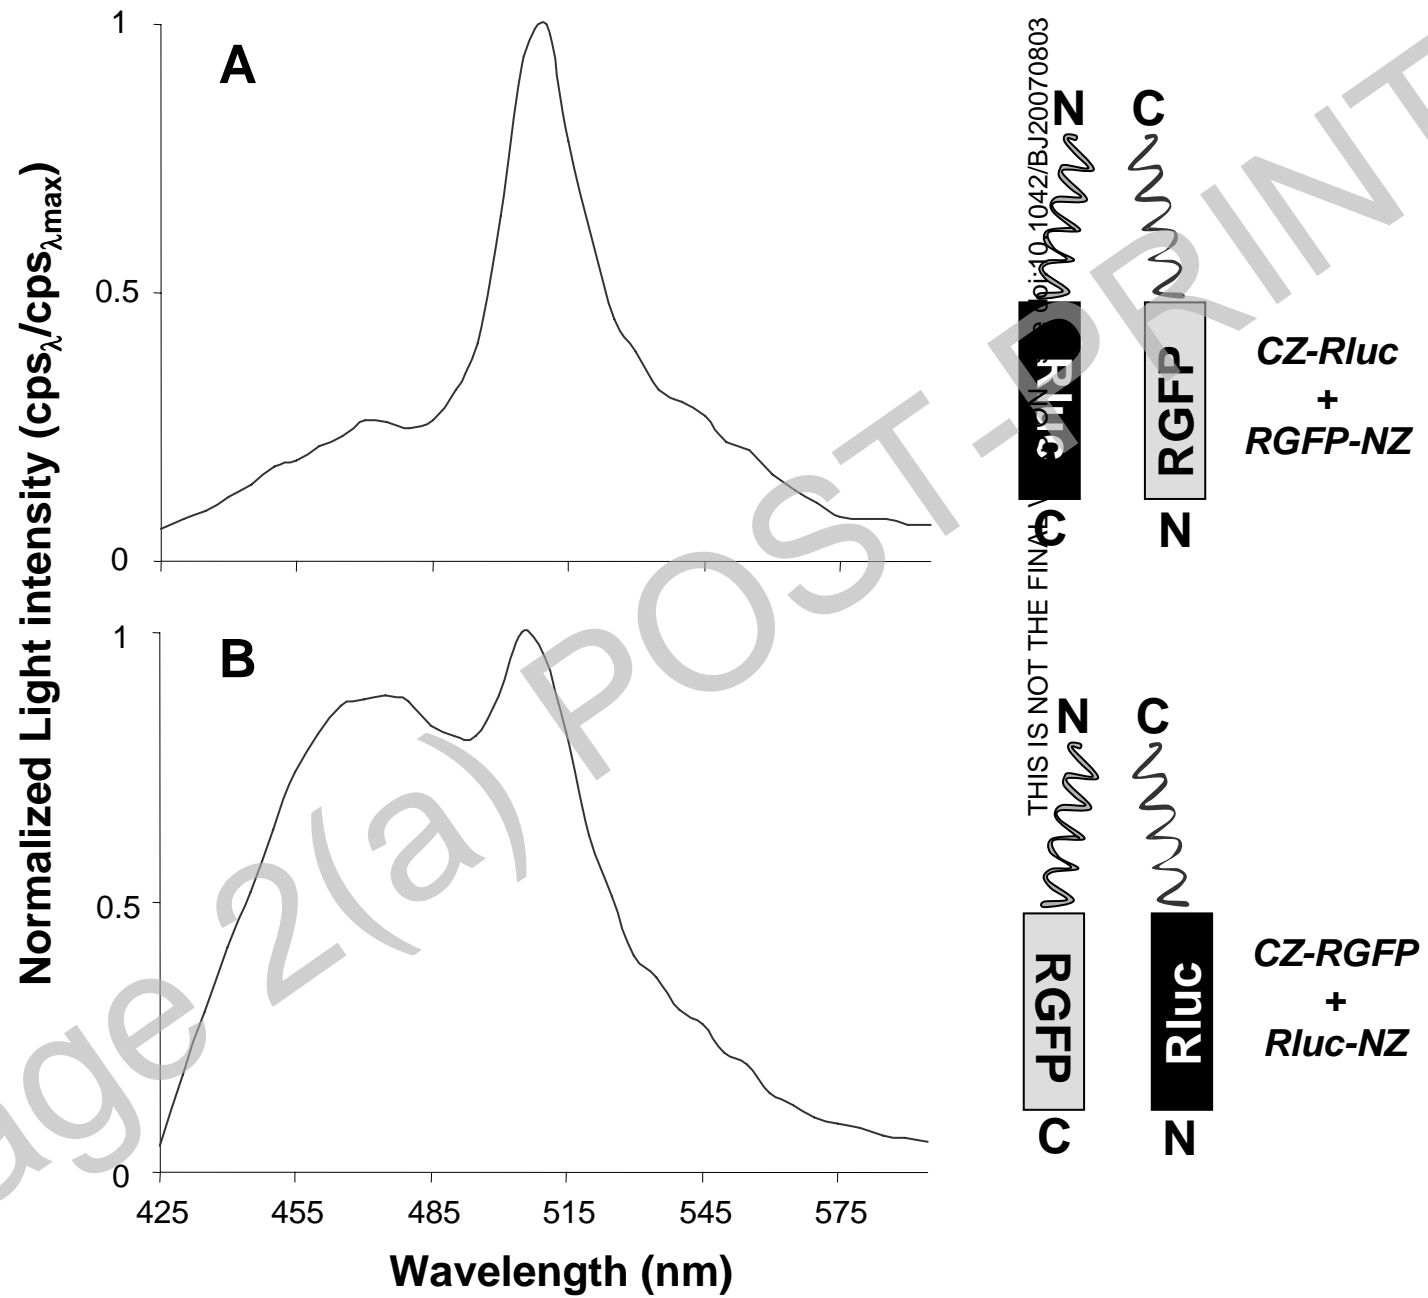 Normalized Light intensity (cpsλ/cpsλmax)
1
A
0.5
0
1
B
0.5
0
425 455 485 515 545 575
Wavelength (nm)
N C
Rluc RGFP
C N
CZ-Rluc
+
RGFP-NZ
N C
RGFP Rluc
C N
CZ-RGFP
+
Rluc-NZ
THIS IS NOT THE FINAL doi:10.1042/BJ20070803
age 2(a) POST-PRINT